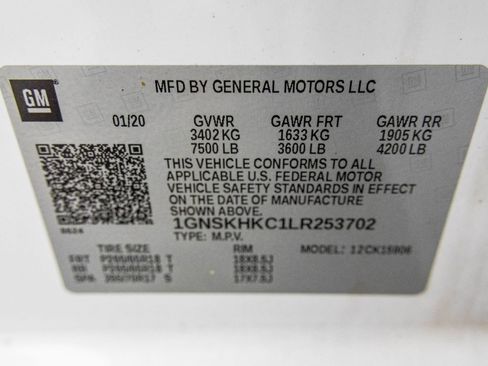 GM
MFD BY GENERAL MOTORS LLC
01/20 GVWR GAWR FRT GAWR RR
3402 KG 1633 KG 1905 KG
7500 LB 3600 LB 4200 LB
THIS VEHICLE CONFORMS TO ALL
APPLICABLE U.S. FEDERAL MOTOR
VEHICLE SAFETY STANDARDS IN EFFECT
ON THE DATE OF MANUFACTURE
SHOWN ABOVE.
1GNSKHKC1LR253702
TYPE: M.P.V.
TIRE SIZE RIM MODEL:
FRT T 18X8.5J
T 18X8.5J
S 17X7.5J